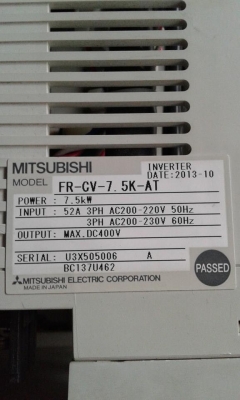 MITSUBISHI INVERTER
MODEL FR-CV-7.5K-AT DATE:2013-10
POWER : 7.5kW
INPUT : 52A 3PH AC200-220V 50Hz
3PH AC200-230V 60Hz
OUTPUT: MAX.DC400V
SERIAL: U3X505006 A
BC137U462
PASSED
MITSUBISHI ELECTRIC CORPORATION
MADE IN JAPAN